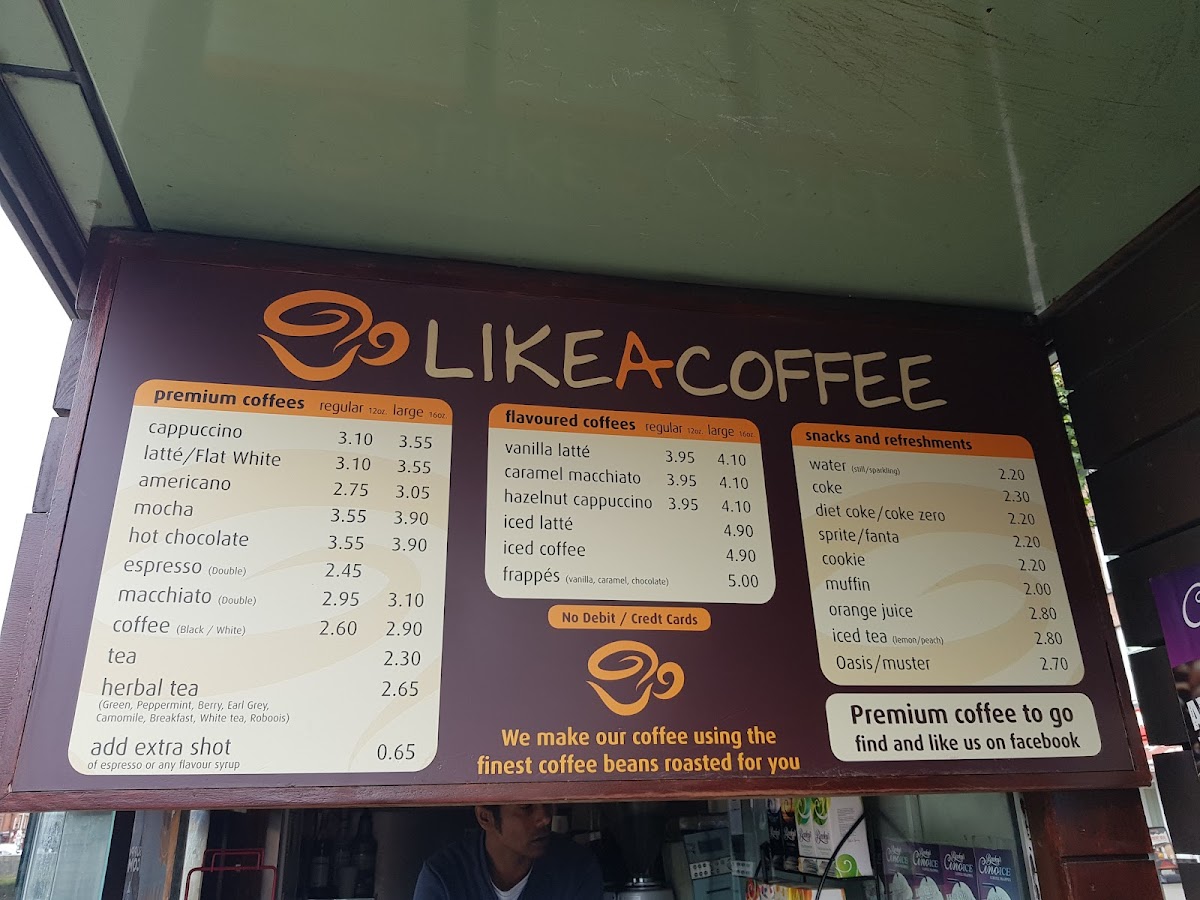 LIKEACOFFEE
premium coffees regular 12oz. large 16oz.
cappuccino 3.10 3.55
latté/Flat White 3.10 3.55
americano 2.75 3.05
mocha 3.55 3.90
hot chocolate 3.55 3.90
espresso (Double) 2.45
macchiato (Double) 2.95 3.10
coffee (Black / White) 2.60 2.90
tea 2.30
herbal tea 2.65
(Green, Peppermint, Berry, Earl Grey,
Camomile, Breakfast, White tea, Roboois)
add extra shot 0.65
of espresso or any flavour syrup
flavoured coffees regular 12oz. large 16oz.
vanilla latté 3.95 4.10
caramel macchiato 3.95 4.10
hazelnut cappuccino 3.95 4.10
iced latté 4.90
iced coffee 4.90
frappés (vanilla, caramel, chocolate) 5.00
No Debit / Credt Cards
We make our coffee using the
finest coffee beans roasted for you
snacks and refreshments
water (still/sparkling) 2.20
coke 2.30
diet coke/coke zero 2.20
sprite/fanta 2.20
cookie 2.20
muffin 2.00
orange juice 2.80
iced tea (lemon/peach) 2.80
Oasis/muster 2.70
Premium coffee to go
find and like us on facebook